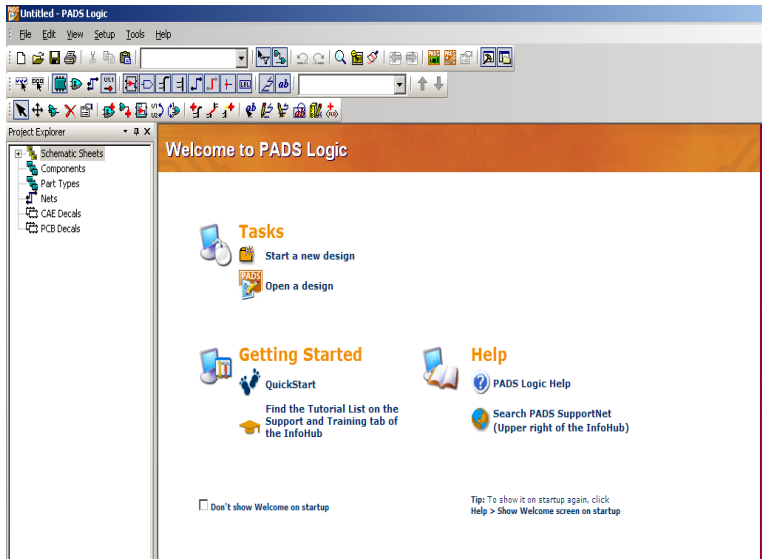 Untitled - PADS Logic
File Edit View Setup Tools Help
Project Explorer
Schematic Sheets
Components
Part Types
Nets
CAE Decals
PCB Decals
Welcome to PADS Logic
Tasks
Start a new design
PADS
Open a design
Getting Started
QuickStart
Find the Tutorial List on the
Support and Training tab of
the InfoHub
Help
PADS Logic Help
Search PADS SupportNet
(Upper right of the InfoHub)
Don't show Welcome on startup
Tip: To show it on startup again, click
Help > Show Welcome screen on startup